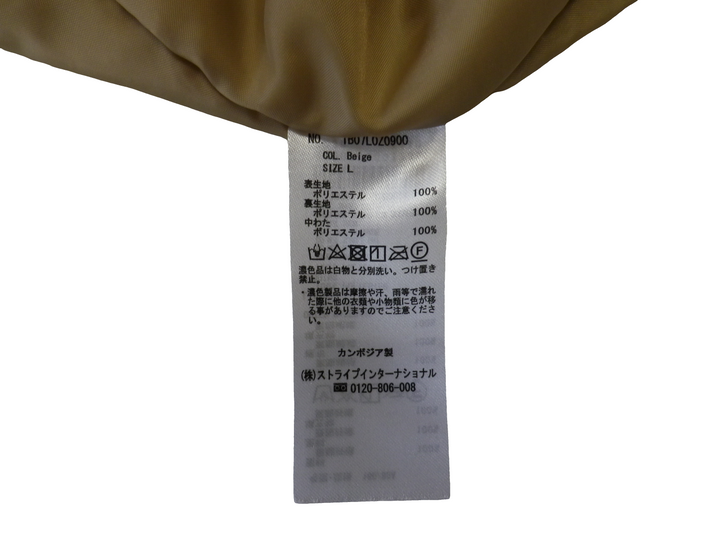 NO. 1B07L0Z0900
COL. Beige
SIZE L
表生地
ポリエステル 100%
裏生地
ポリエステル 100%
中わた
ポリエステル 100%
濃色品は白物と分別洗い。つけ置き
禁止。
・濃色製品は摩擦や汗、雨等で濡れ
た際に他の衣類や小物類に色が移
る事がありますのでご注意くださ
い。
カンボジア製
(株)ストライプインターナショナル
0120-806-008